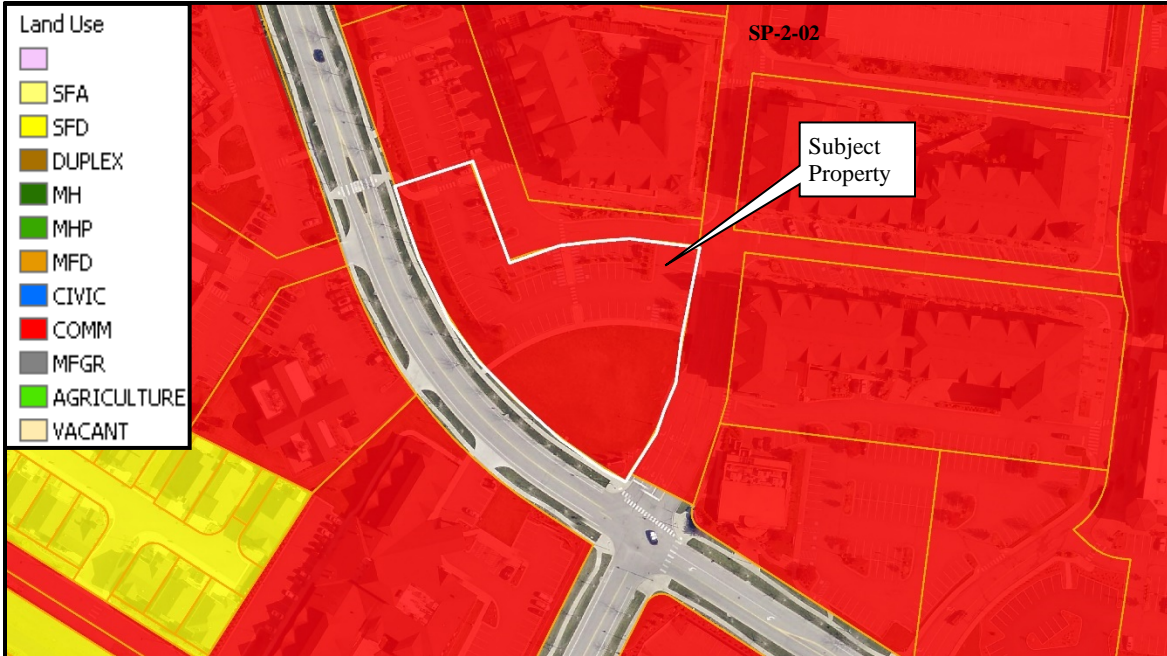 Land Use
SFA
SFD
DUPLEX
MH
MHP
MFD
CIVIC
COMM
MFGR
AGRICULTURE
VACANT
SP-2-02
Subject
Property